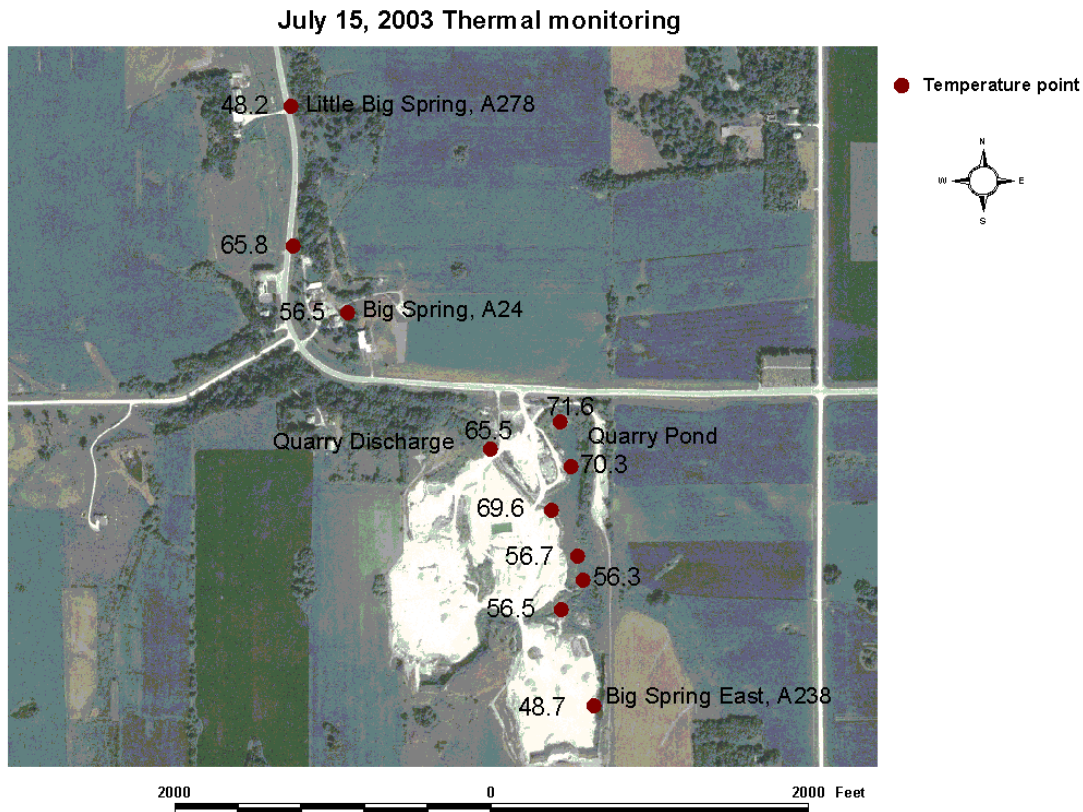 July 15, 2003 Thermal monitoring
48.2 Little Big Spring, A278
Temperature point
N
W E
S
65.8
56.5 Big Spring, A24
71.6
65.5
Quarry Discharge
Quarry Pond
70.3
69.6
56.7
56.3
56.5
Big Spring East, A238
48.7
2000 0 2000 Feet